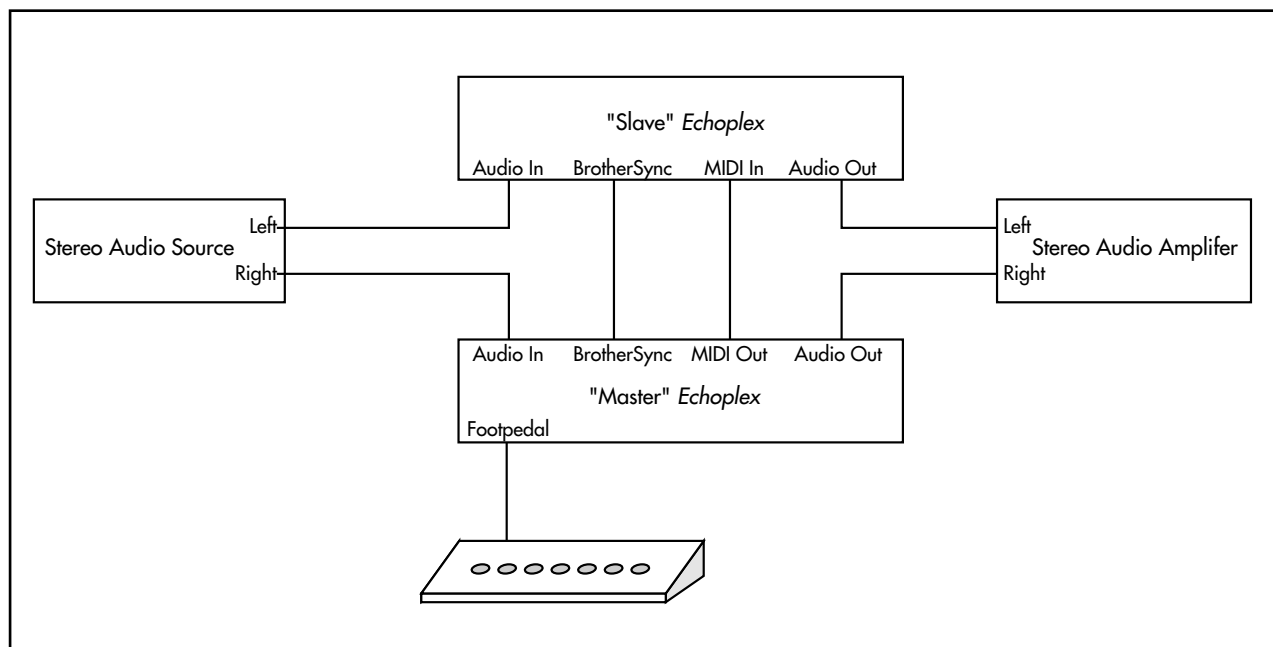 "Slave" Echoplex
Audio In BrotherSync MIDI In Audio Out
Left
Stereo Audio Source
Right
Left
Stereo Audio Amplifer
Right
Audio In BrotherSync MIDI Out Audio Out
"Master" Echoplex
Footpedal